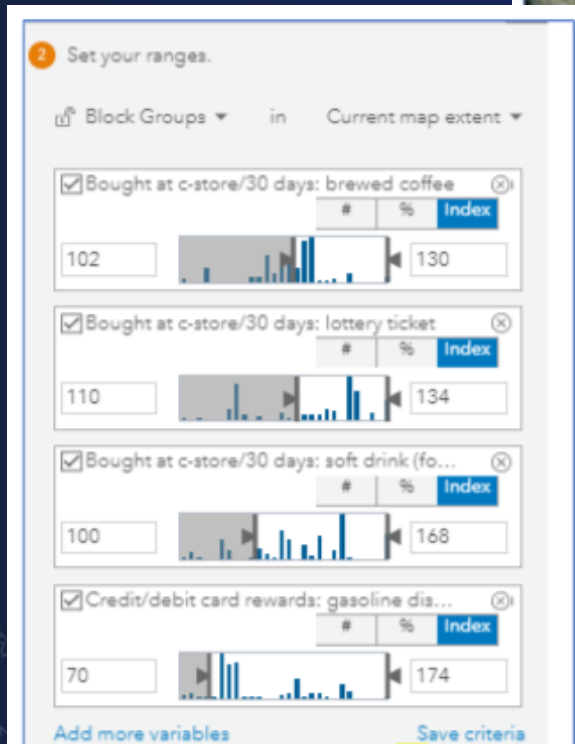 2 Set your ranges.
Block Groups in Current map extent
Bought at c-store/30 days: brewed coffee
# % Index
102 130
Bought at c-store/30 days: lottery ticket
# % Index
110 134
Bought at c-store/30 days: soft drink (fo...
# % Index
100 168
Credit/debit card rewards: gasoline dis...
# % Index
70 174
Add more variables Save criteria